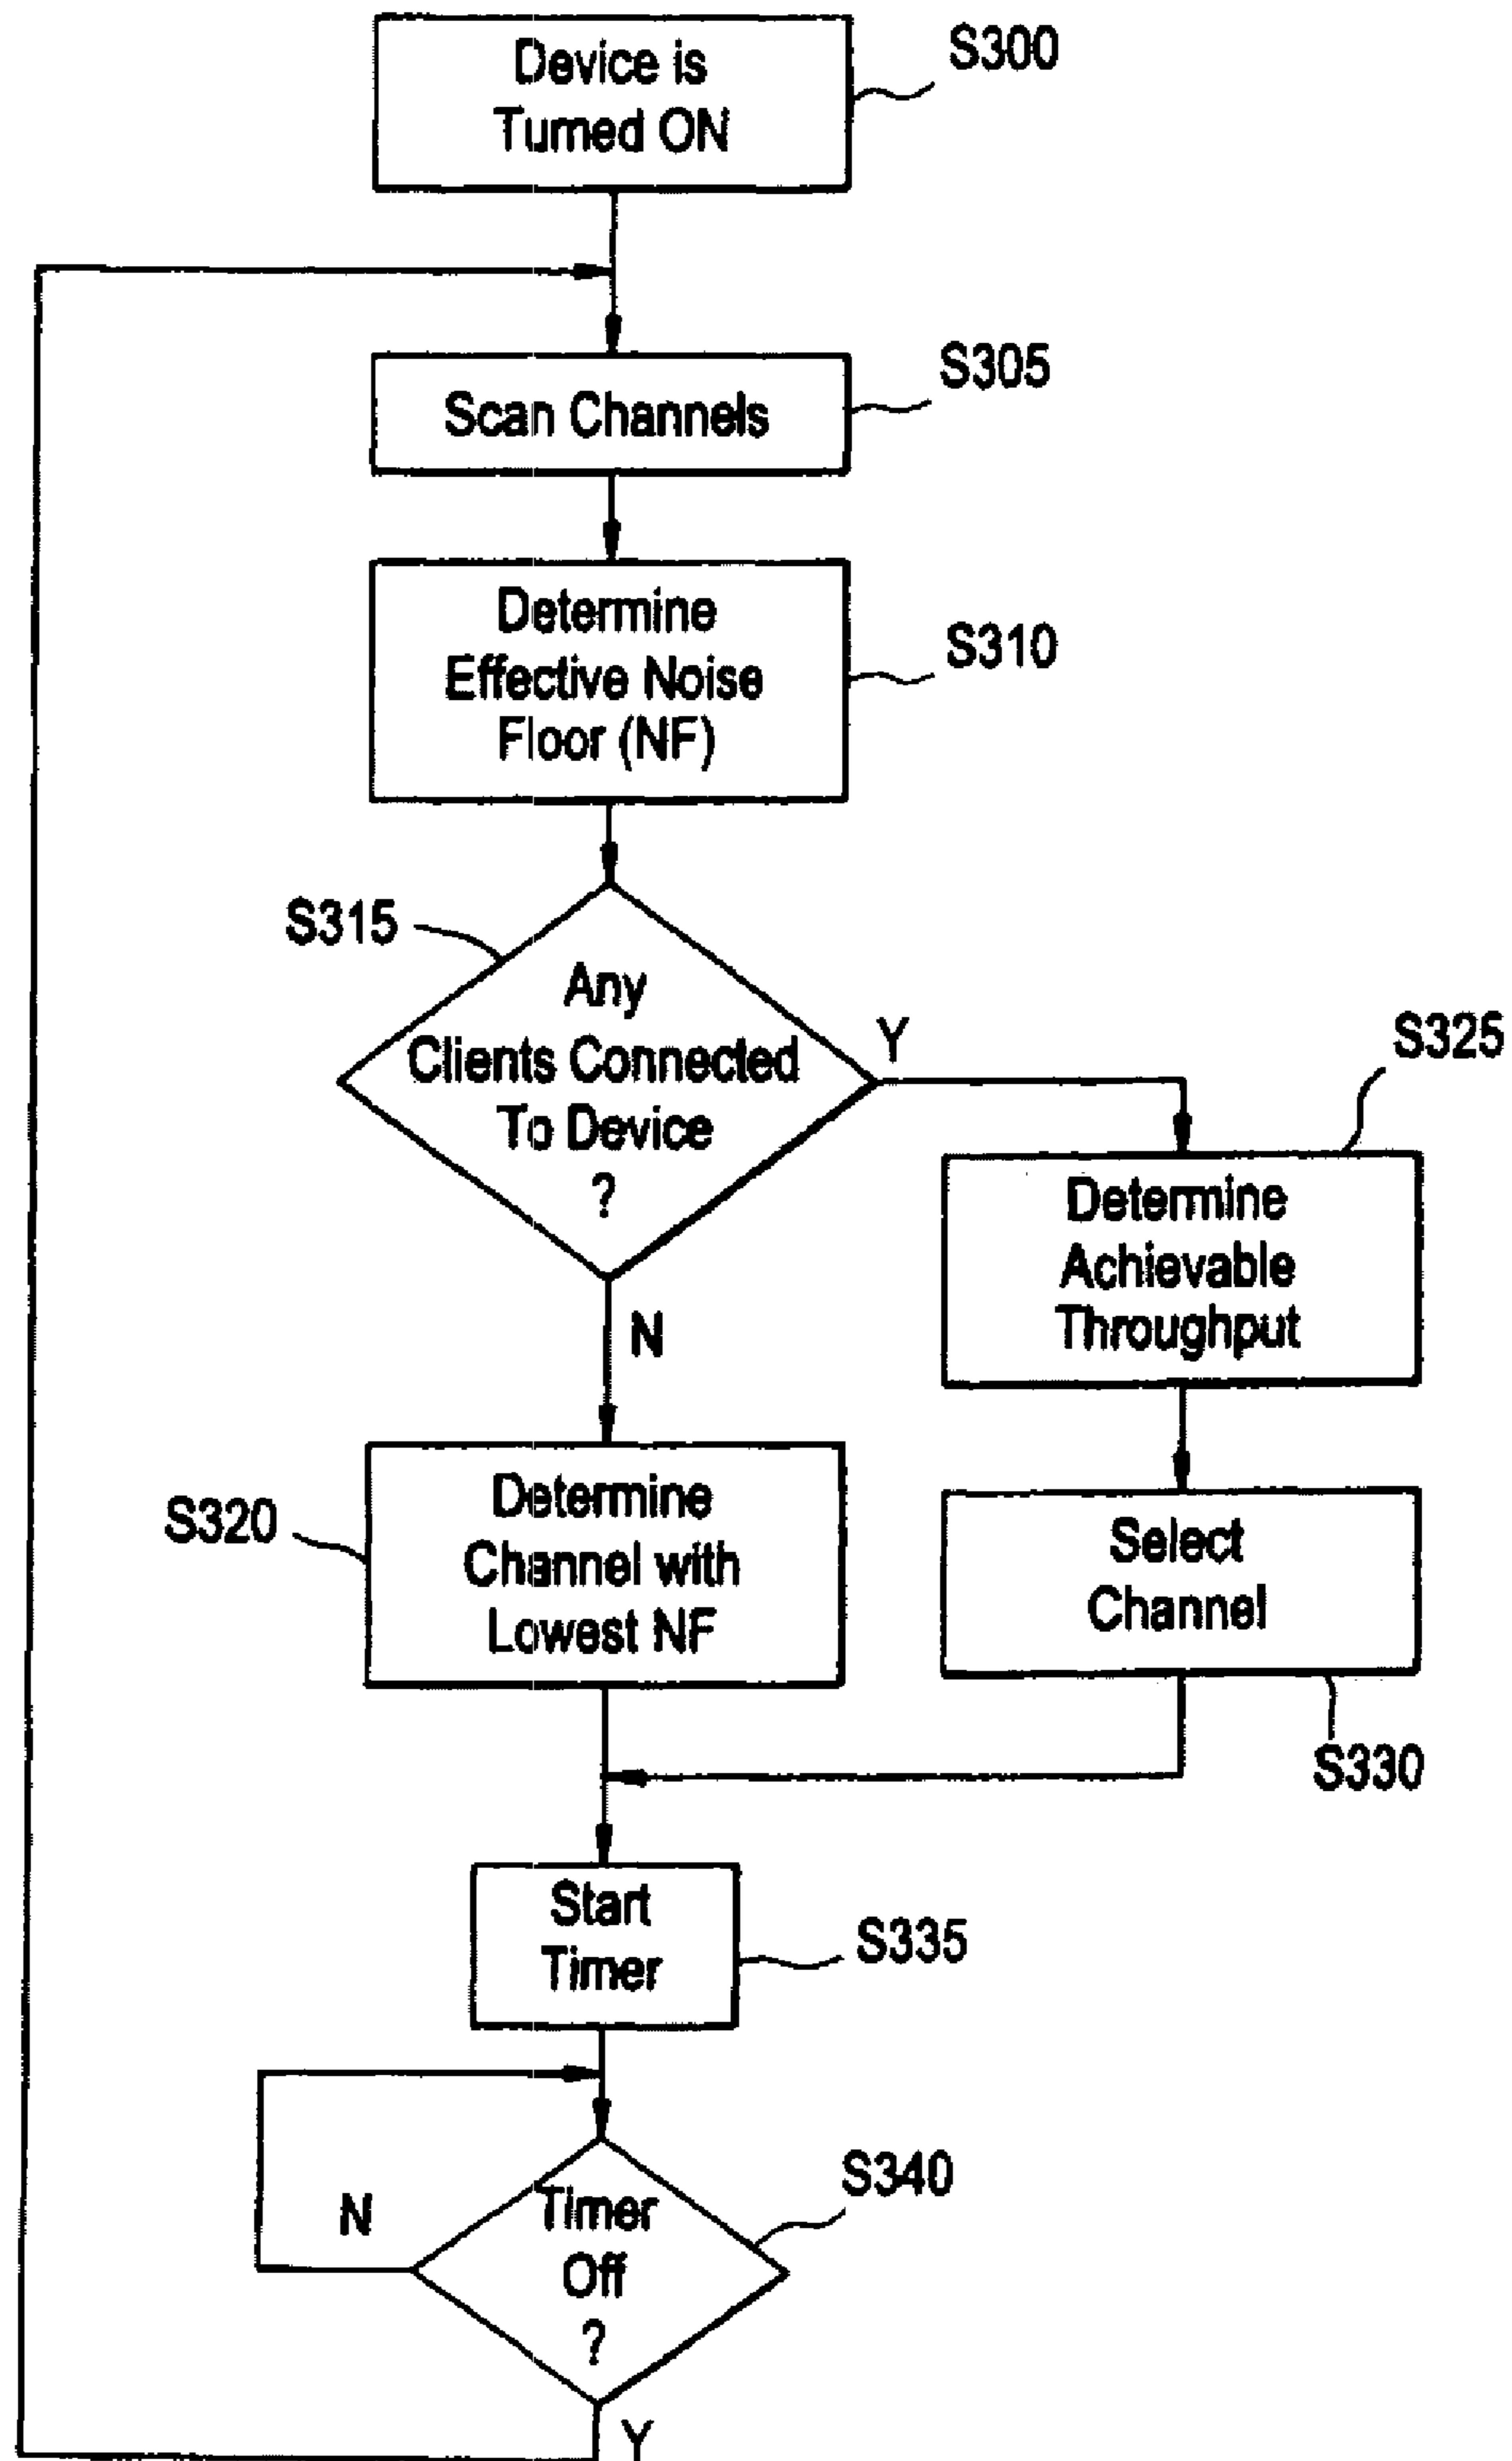 Device is
Turned ON
S300
Scan Channels
S305
Determine
Effective Noise
Floor (NF)
S310
S315
Any
Clients Connected
To Device
?
Y
N
S325
Determine
Achievable
Throughput
S320
Determine
Channel with
Lowest NF
Select
Channel
S330
Start
Timer
S335
Timer
Off
?
S340
N
Y